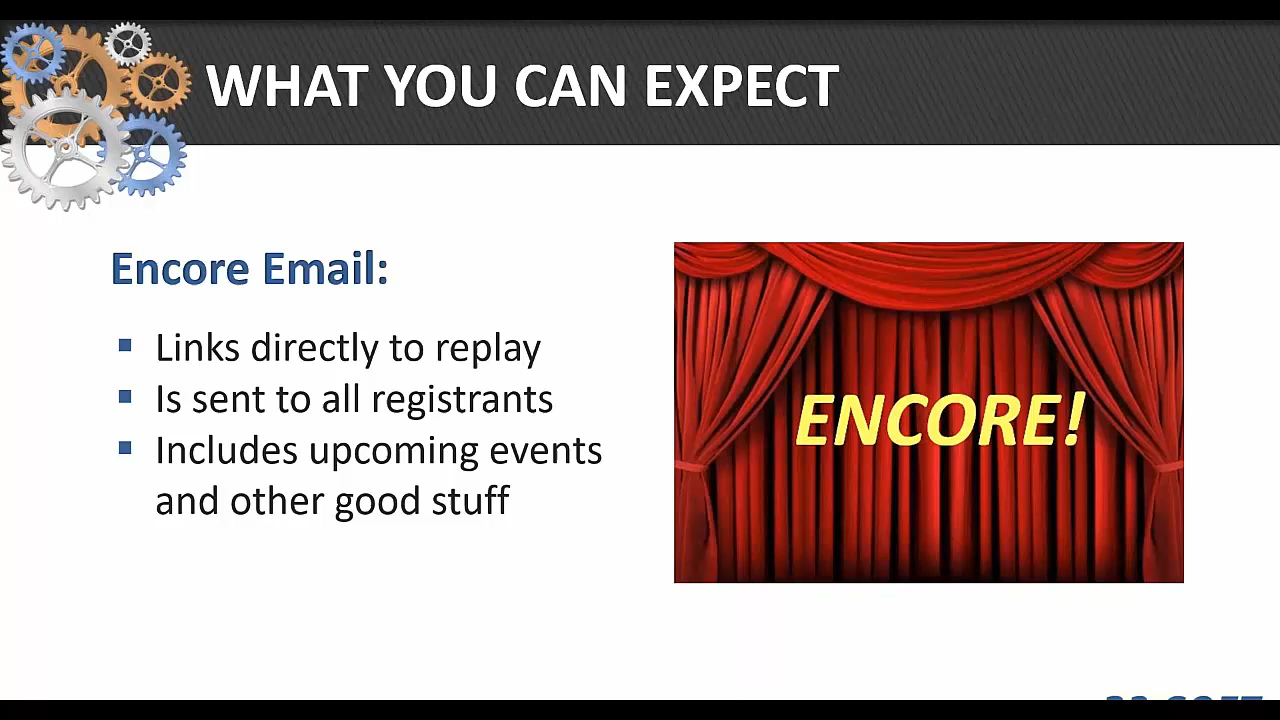 WHAT YOU CAN EXPECT
Encore Email:
Links directly to replay
Is sent to all registrants
Includes upcoming events
and other good stuff
ENCORE!